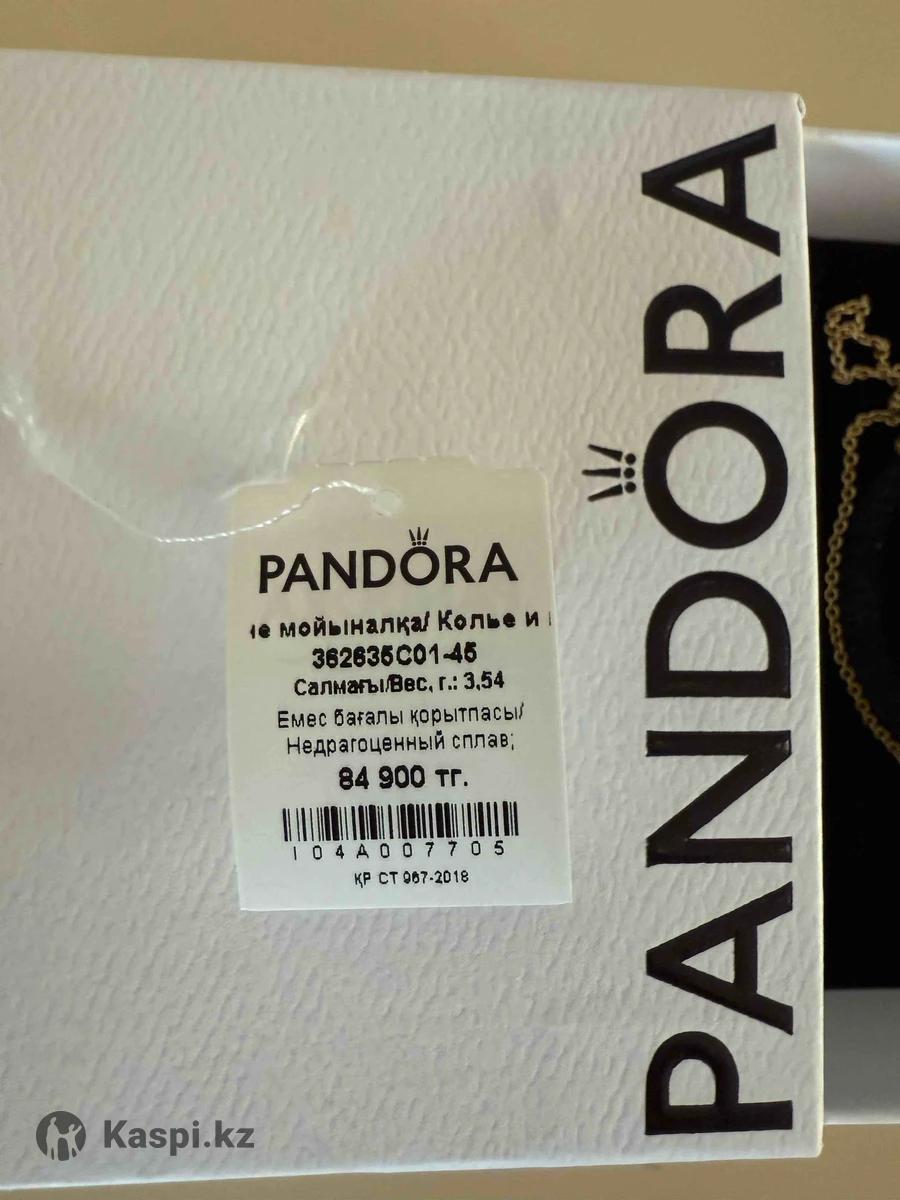 PANDORA
PANDORA
мойыналқа/ Колье и
362635C01-45
Салмағы/Вес, г.: 3,54
Емес бағалы қорытпасы/
Недрагоценный сплав;
84 900 тг.
I04A007705
ҚР СТ 967-2018
Kaspi.kz